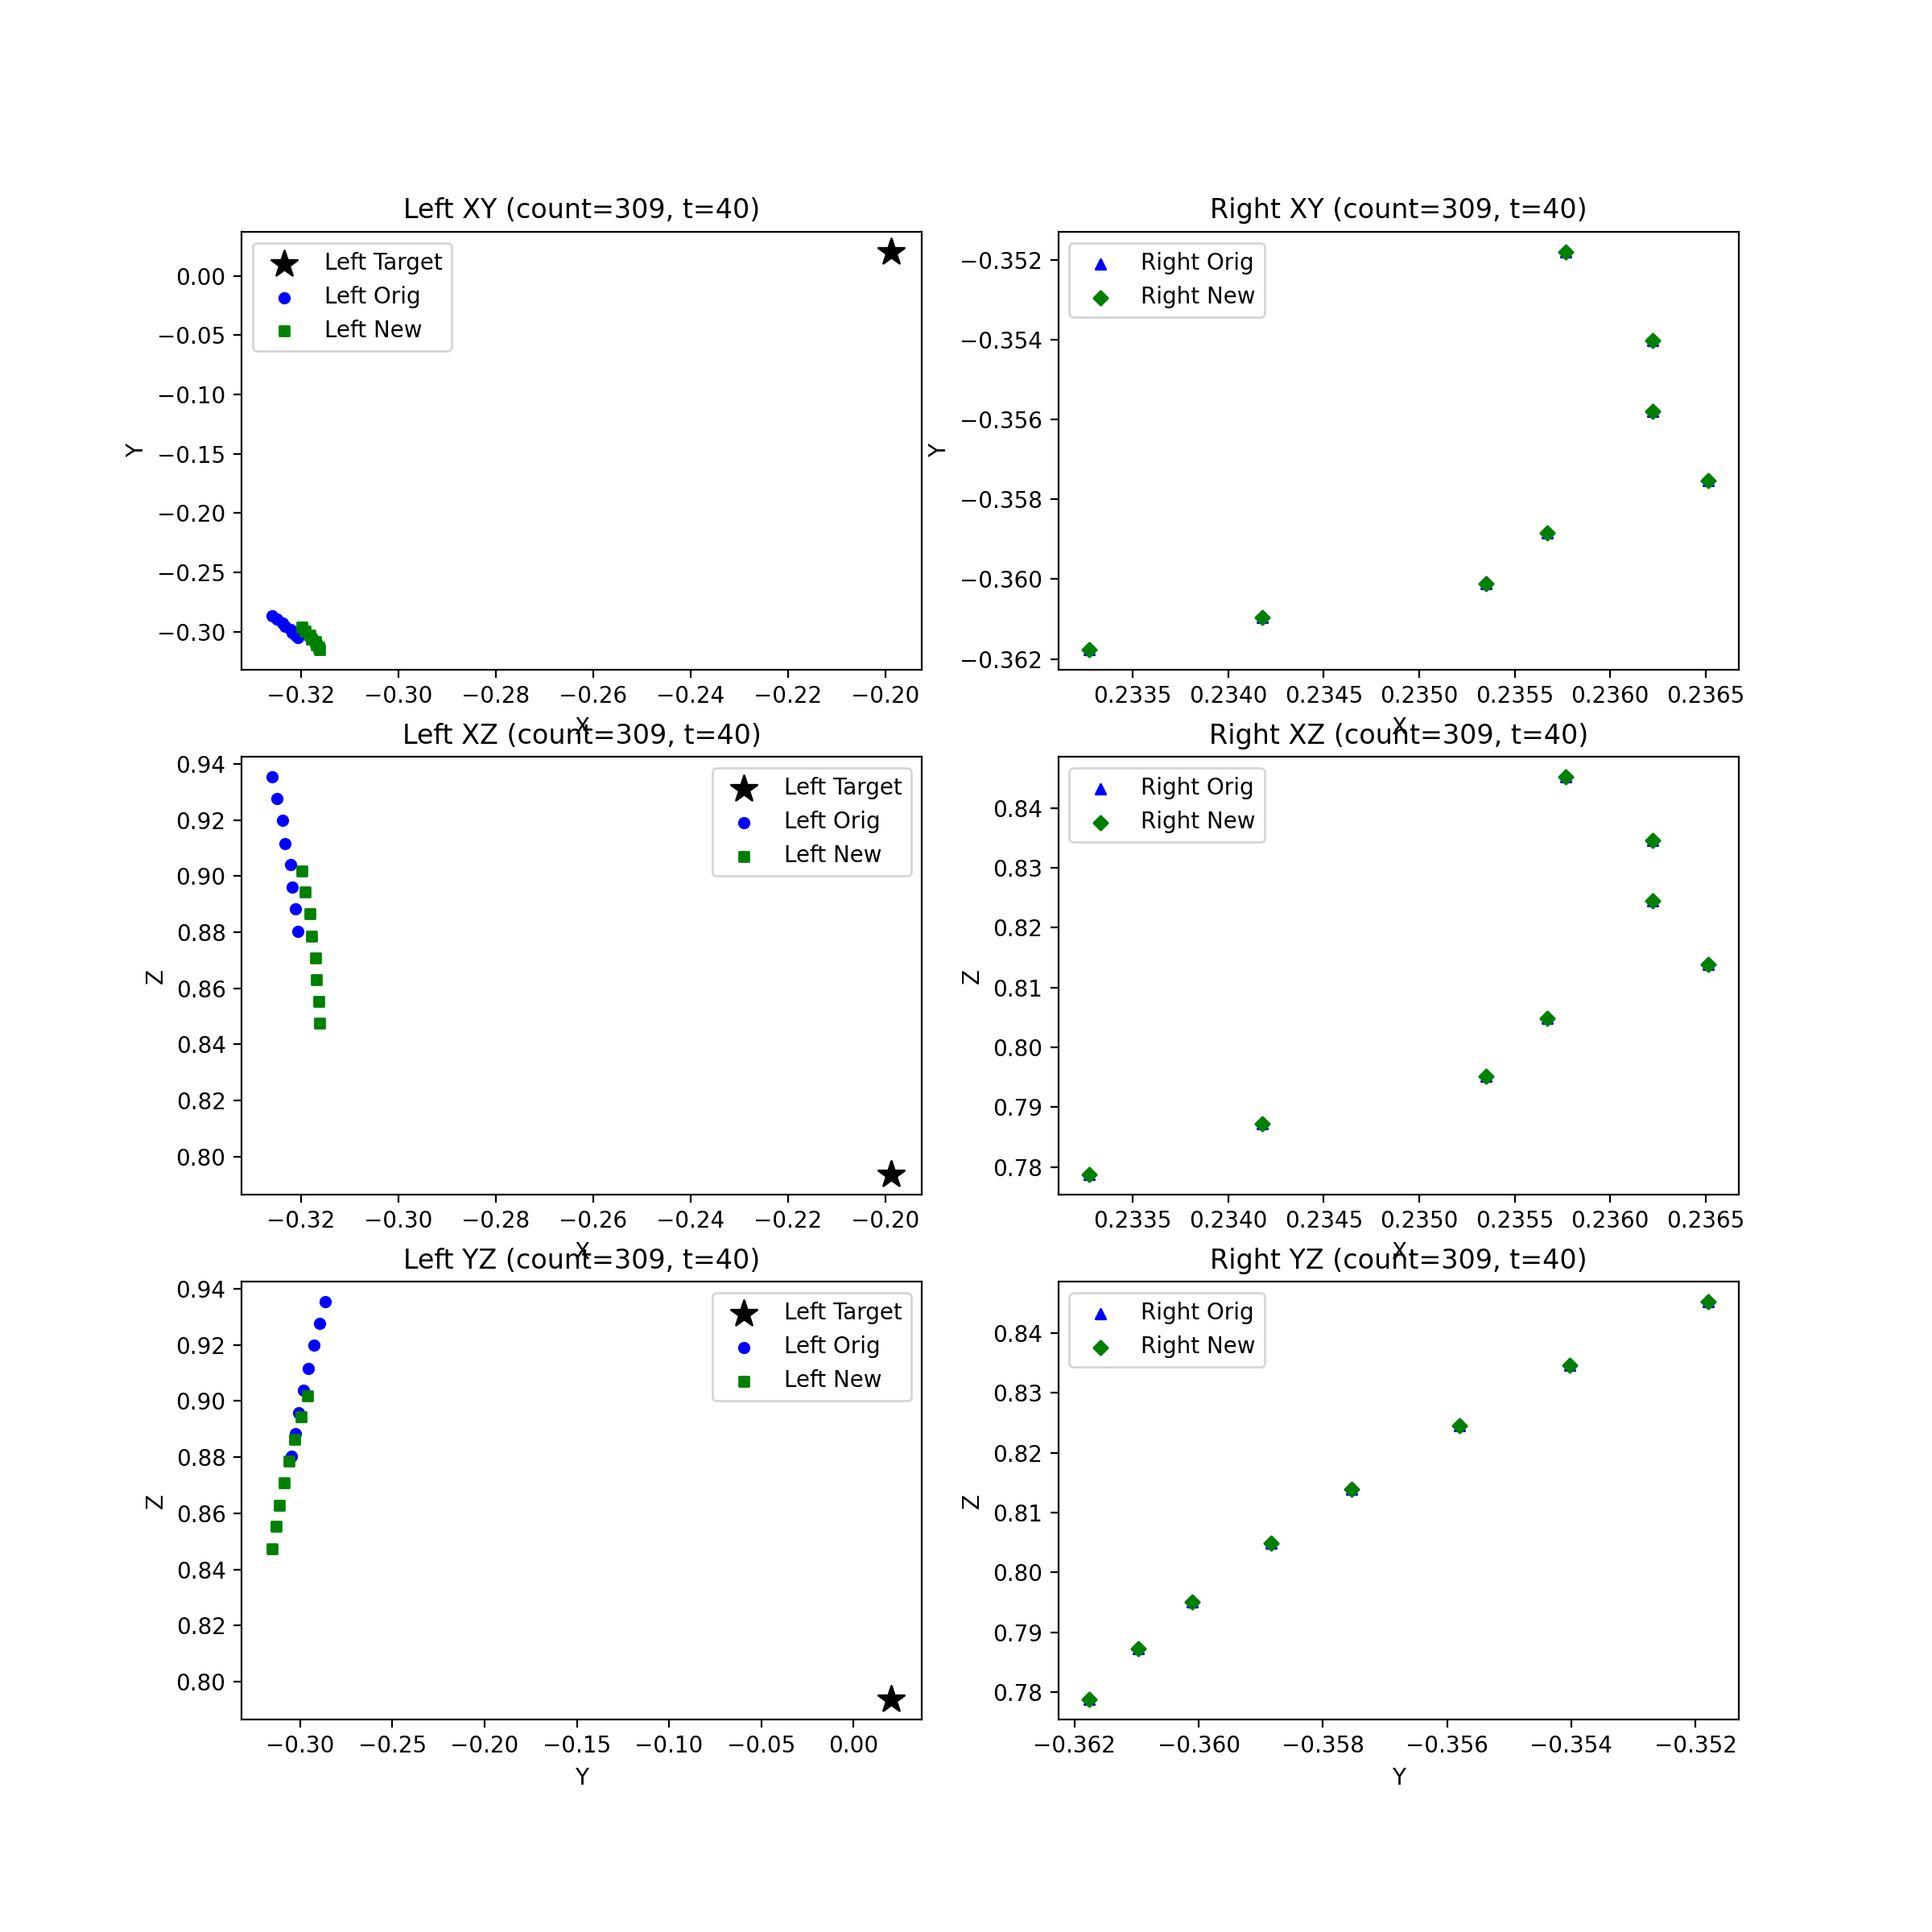 Left XY (count=309, t=40)
Left Target
Left Orig
Left New
0.00
−0.05
−0.10
−0.15
−0.20
−0.25
−0.30
Y
−0.32 −0.30 −0.28 −0.26 −0.24 −0.22 −0.20
X
Right XY (count=309, t=40)
Right Orig
Right New
−0.352
−0.354
−0.356
−0.358
−0.360
−0.362
Y
0.2335 0.2340 0.2345 0.2350 0.2355 0.2360 0.2365
X
Left XZ (count=309, t=40)
Left Target
Left Orig
Left New
0.94
0.92
0.90
0.88
0.86
0.84
0.82
0.80
Z
−0.32 −0.30 −0.28 −0.26 −0.24 −0.22 −0.20
X
Right XZ (count=309, t=40)
Right Orig
Right New
0.84
0.83
0.82
0.81
0.80
0.79
0.78
Z
0.2335 0.2340 0.2345 0.2350 0.2355 0.2360 0.2365
X
Left YZ (count=309, t=40)
Left Target
Left Orig
Left New
0.94
0.92
0.90
0.88
0.86
0.84
0.82
0.80
Z
−0.30 −0.25 −0.20 −0.15 −0.10 −0.05 0.00
Y
Right YZ (count=309, t=40)
Right Orig
Right New
0.84
0.83
0.82
0.81
0.80
0.79
0.78
Z
−0.362 −0.360 −0.358 −0.356 −0.354 −0.352
Y